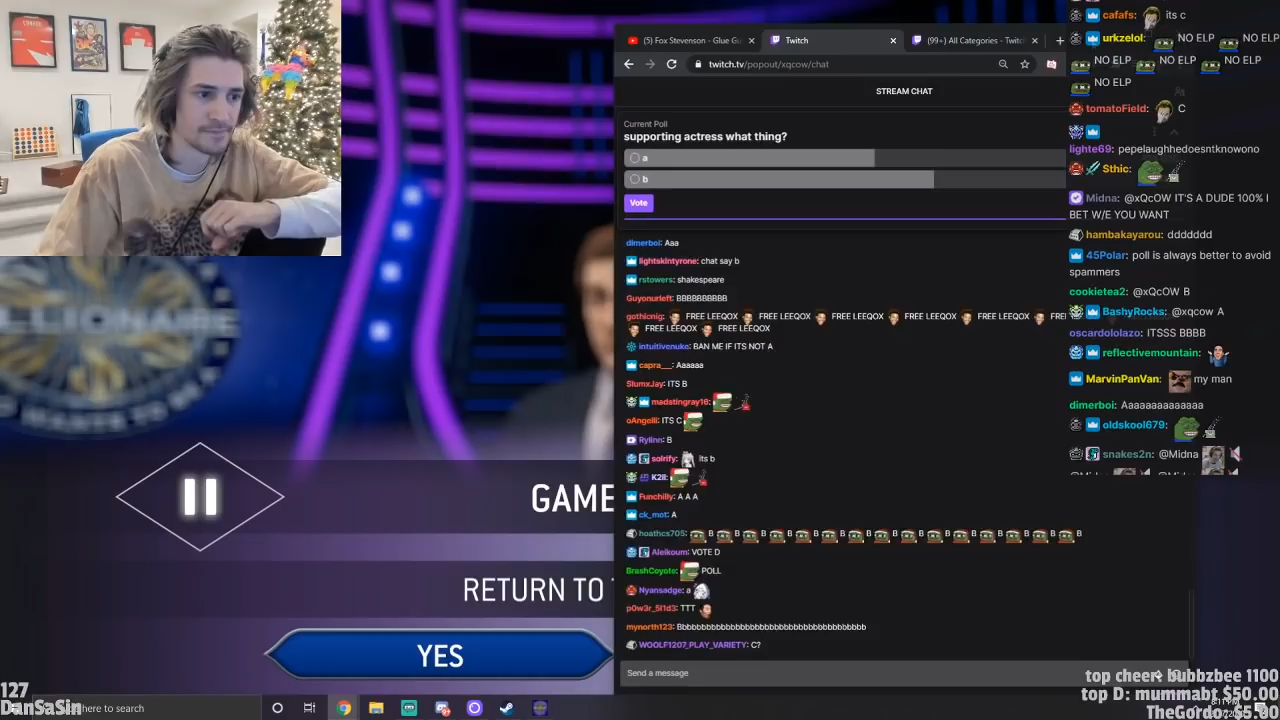 (5) Fox Stevenson - Glue Gu
Twitch
(99+) All Categories - Twitch
twitch.tv/popout/xqcow/chat
STREAM CHAT
Current Poll
supporting actress what thing?
a
b
Vote
dimerboi: Aaa
lightskintyrone: chat say b
rstowers: shakespeare
Guyonurleft: BBBBBBBBBB
gothicnig: FREE LEEQOX FREE LEEQOX FREE LEEQOX FREE LEEQOX FREE LEEQOX FRE
FREE LEEQOX FREE LEEQOX
intuitivenuke: BAN ME IF ITS NOT A
capra__: Aaaaaa
SlumxJay: ITS B
madstingray16:
oAngelli: ITS C
Rylinn: B
solrify: Its b
K2ll:
Funchilly: A A A
ck_mot: A
hoathcs705: B B B B B B B B B B B B B B B
Aleikoum: VOTE D
BrashCoyote: POLL
Nyansadge: a
p0w3r_5l1d3: TTT
mynorth123: Bbbbbbbbbbbbbbbbbbbbbbbbbbbbbbbbbbbbbb
WOOLF1207_PLAY_VARIETY: C?
Send a message
cafafs: its c
urkzelol: NO ELP
NO ELP NO ELP NO ELP
NO ELP
tomatoField: C
lighte69: pepelaughhedoesntknowono
Sthic:
Midna: @xQcOW IT'S A DUDE 100% I
BET W/E YOU WANT
hambakayarou: ddddddd
45Polar: poll is always better to avoid
spammers
cookietea2: @xQcOW B
BashyRocks: @xqcow A
oscardololazo: ITSSS BBBB
reflectivemountain:
MarvinPanVan: my man
dimerboi: Aaaaaaaaaaaaa
oldskool679:
snakes2n: @Midna
GAME
RETURN TO
YES
127
DanSaSin
here to search
top cheer: bubbzbee 1100
top D: mummabt $50.00
TheGordo: $5.00